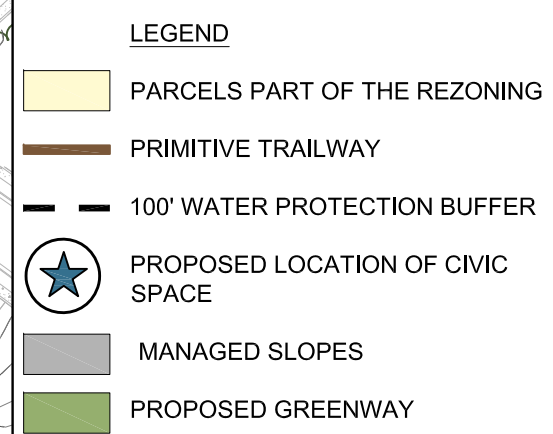 LEGEND
PARCELS PART OF THE REZONING
PRIMITIVE TRAILWAY
100' WATER PROTECTION BUFFER
PROPOSED LOCATION OF CIVIC
SPACE
MANAGED SLOPES
PROPOSED GREENWAY